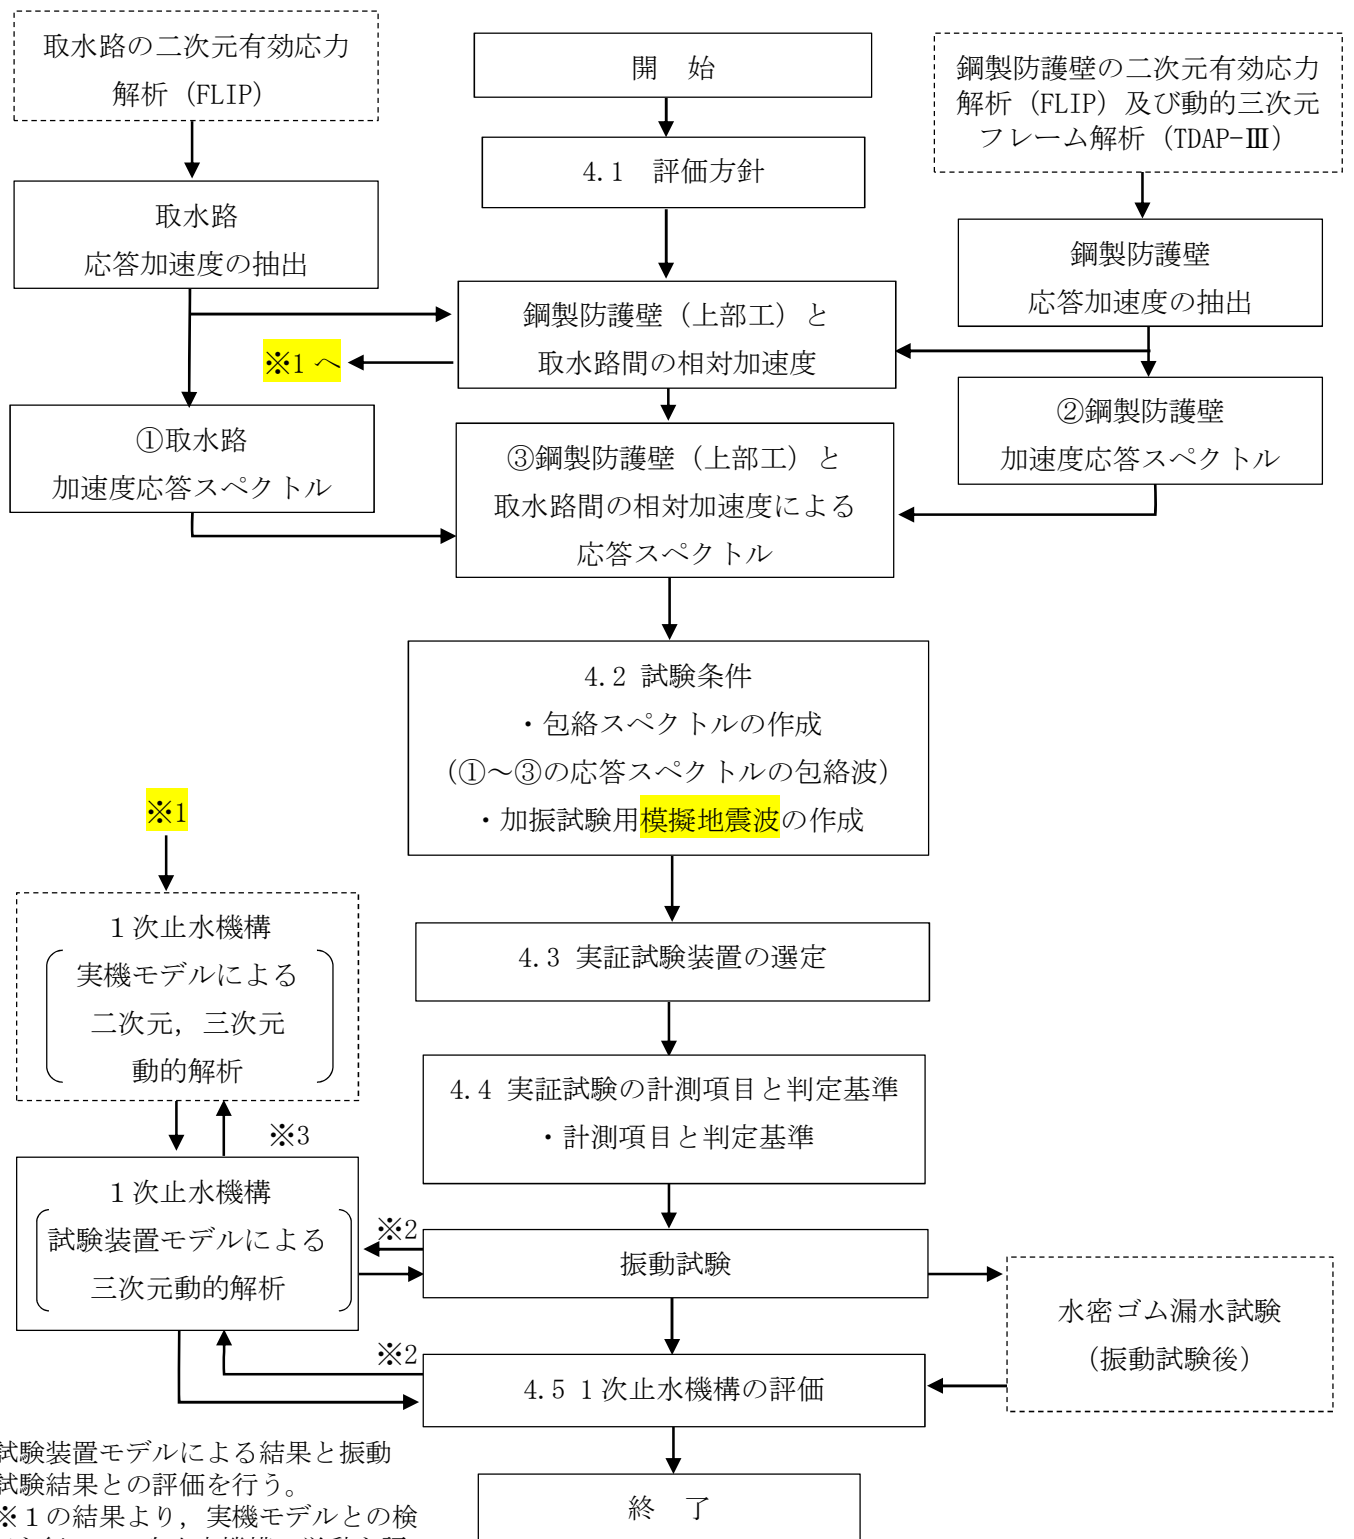 取水路の二次元有効応力
解析（FLIP）
開　始
鋼製防護壁の二次元有効応力
解析（FLIP）及び動的三次元
フレーム解析（TDAP-Ⅲ）
4.1　評価方針
取水路
応答加速度の抽出
鋼製防護壁
応答加速度の抽出
鋼製防護壁（上部工）と
取水路間の相対加速度
※1 へ
①取水路
加速度応答スペクトル
②鋼製防護壁
加速度応答スペクトル
③鋼製防護壁（上部工）と
取水路間の相対加速度による
応答スペクトル
4.2 試験条件
・包絡スペクトルの作成
（①～③の応答スペクトルの包絡波）
・加振試験用模擬地震波の作成
※1
１次止水機構
実機モデルによる
二次元，三次元
動的解析
4.3 実証試験装置の選定
4.4 実証試験の計測項目と判定基準
・計測項目と判定基準
※3
１次止水機構
試験装置モデルによる
三次元動的解析
※2
振動試験
水密ゴム漏水試験
（振動試験後）
※2
4.5 1 次止水機構の評価
試験装置モデルによる結果と振動
試験結果との評価を行う。
※１の結果より，実機モデルとの検
終　了